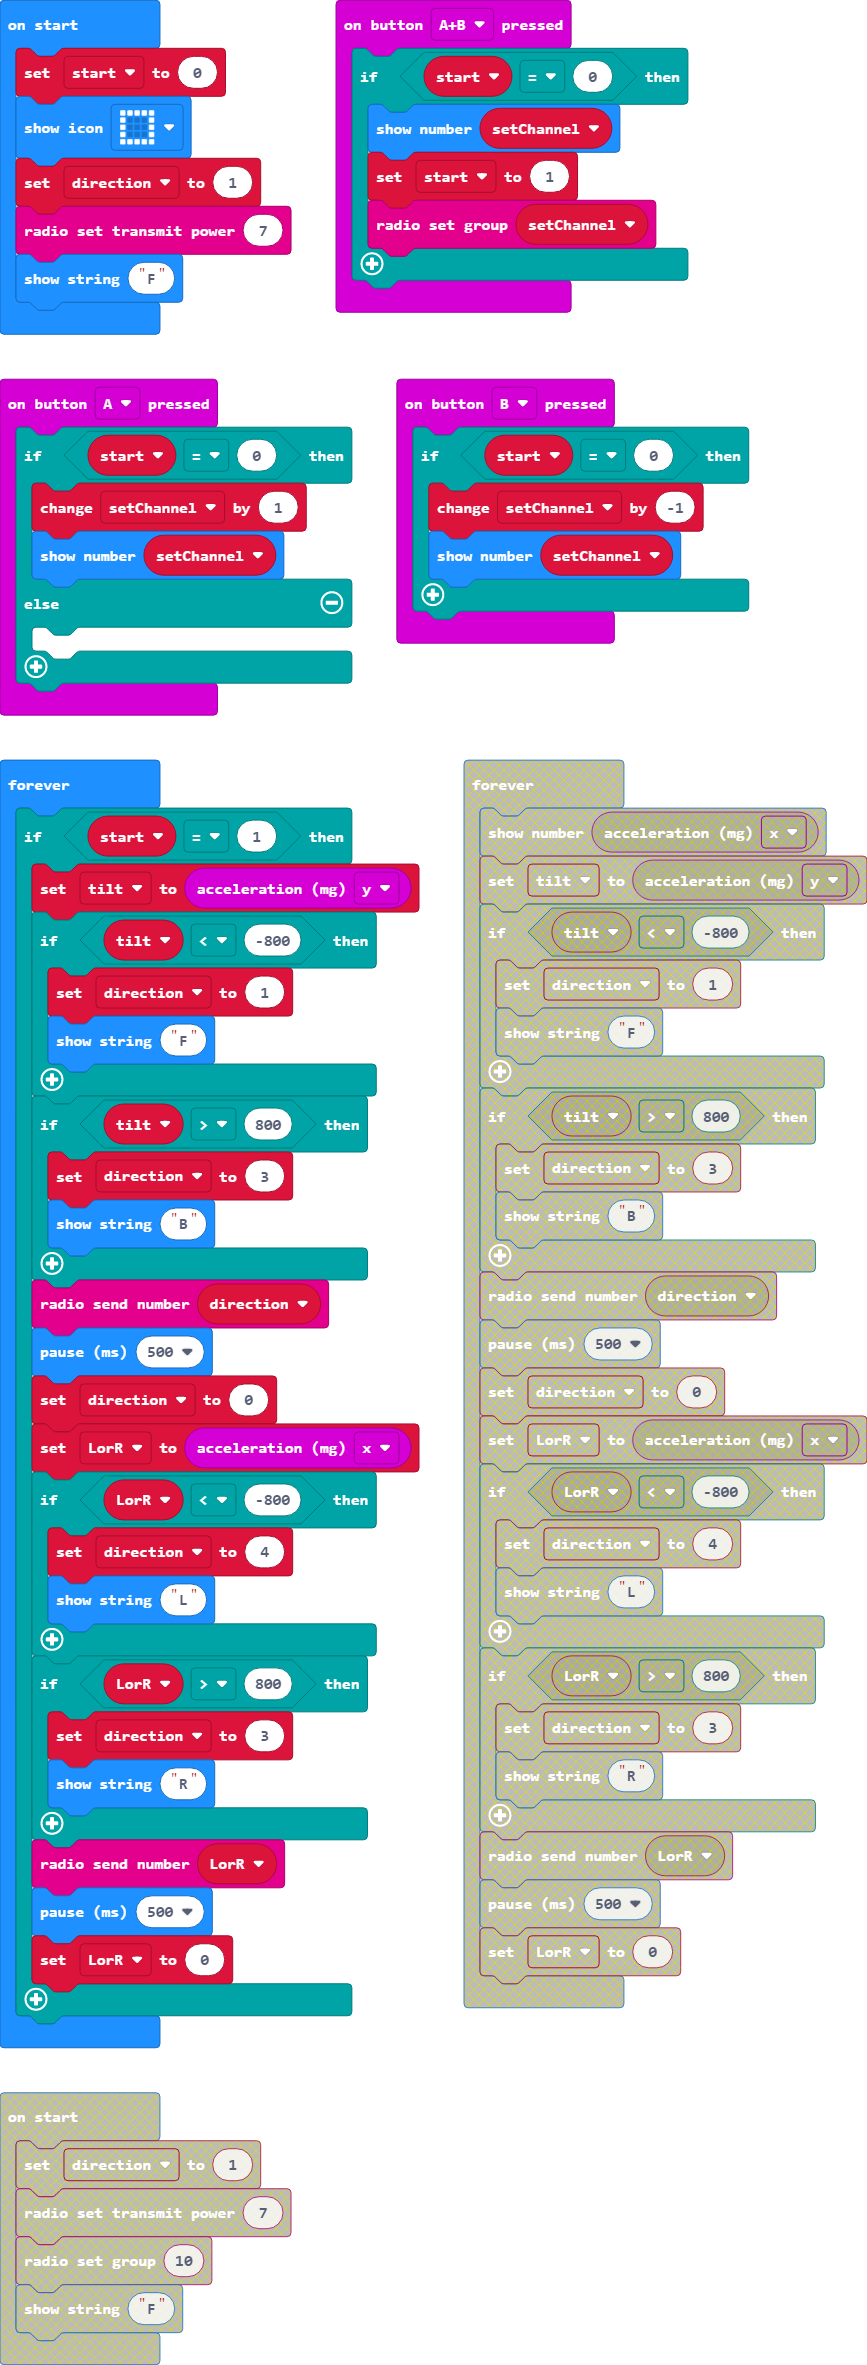 on start
set start to 0
show icon
set direction to 1
radio set transmit power 7
show string "F"
on button A+B pressed
if start = 0 then
show number setChannel
set start to 1
radio set group setChannel
on button A pressed
if start = 0 then
change setChannel by 1
show number setChannel
else
on button B pressed
if start = 0 then
change setChannel by -1
show number setChannel
forever
if start = 1 then
set tilt to acceleration (mg) y
if tilt < -800 then
set direction to 1
show string "F"
if tilt > 800 then
set direction to 3
show string "B"
radio send number direction
pause (ms) 500
set direction to 0
set LorR to acceleration (mg) x
if LorR < -800 then
set direction to 4
show string "L"
if LorR > 800 then
set direction to 3
show string "R"
radio send number LorR
pause (ms) 500
set LorR to 0
forever
show number acceleration (mg) x
set tilt to acceleration (mg) y
if tilt < -800 then
set direction to 1
show string "F"
if tilt > 800 then
set direction to 3
show string "B"
radio send number direction
pause (ms) 500
set direction to 0
set LorR to acceleration (mg) x
if LorR < -800 then
set direction to 4
show string "L"
if LorR > 800 then
set direction to 3
show string "R"
radio send number LorR
pause (ms) 500
set LorR to 0
on start
set direction to 1
radio set transmit power 7
radio set group 10
show string "F"